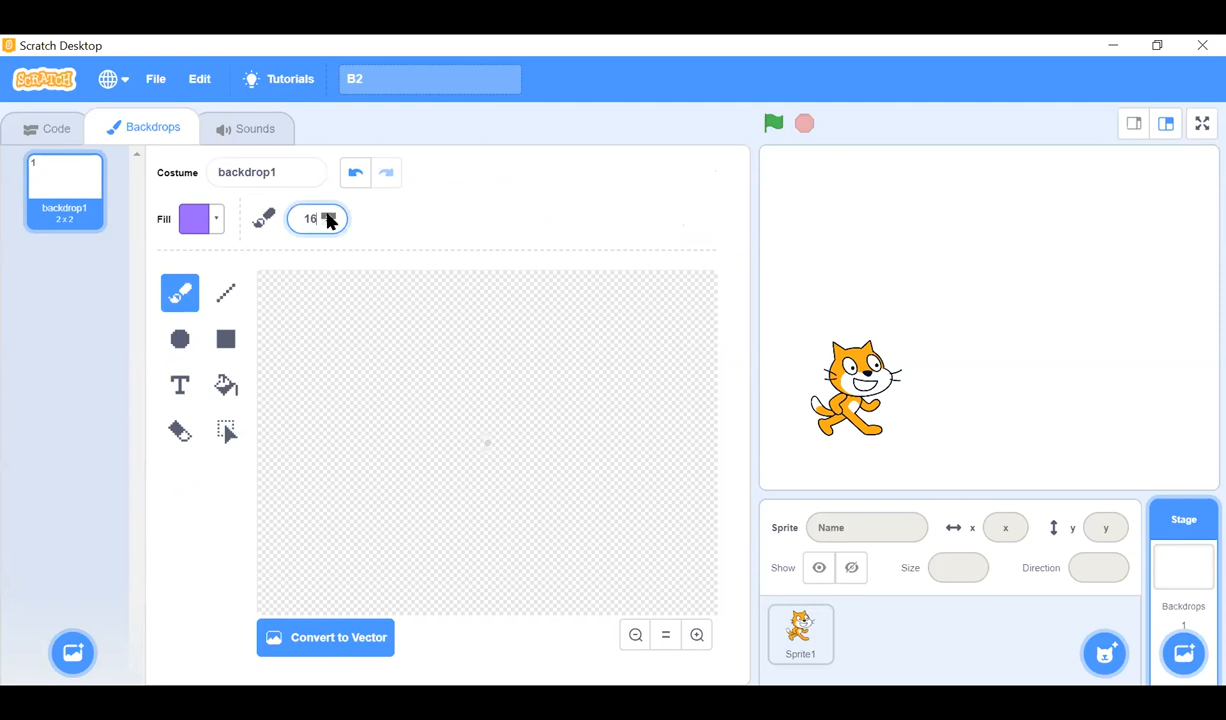 Scratch Desktop
SCRATCH File Edit Tutorials B2
Code Backdrops Sounds
1
backdrop1
2 x 2
Costume backdrop1
Fill 16
T
Convert to Vector
Sprite Name x x y y
Show Size Direction
Sprite1
Stage
Backdrops
1